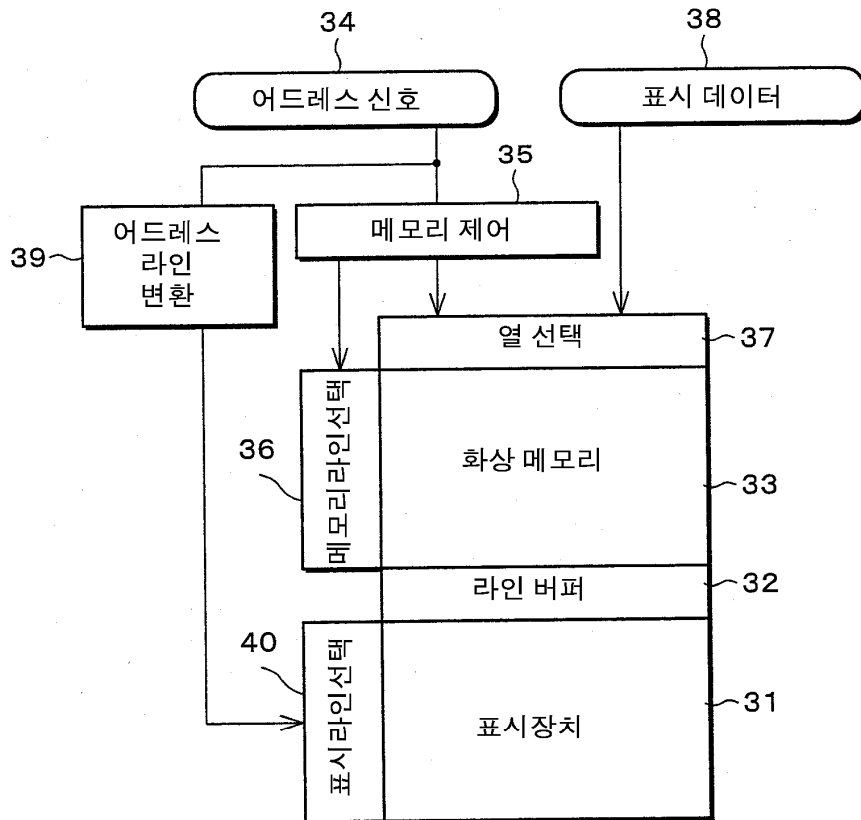 34
38
어드레스 신호
표시 데이터
35
39
어드레스
라인
변환
메모리 제어
열 선택
37
36
메모리라인선택
화상 메모리
33
라인 버퍼
32
40
표시라인선택
표시장치
31